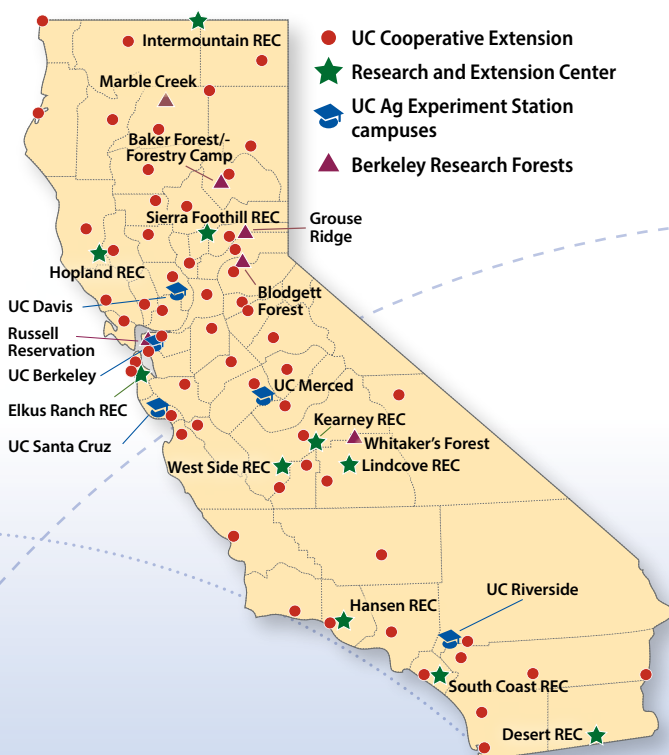 Intermountain REC
UC Cooperative Extension
Research and Extension Center
UC Ag Experiment Station
campuses
Berkeley Research Forests
Marble Creek
Baker Forest/-
Forestry Camp
Sierra Foothill REC
Grouse
Ridge
Hopland REC
UC Davis
Blodgett
Forest
Russell
Reservation
UC Berkeley
UC Merced
Elkus Ranch REC
Kearney REC
UC Santa Cruz
Whitaker's Forest
West Side REC
Lindcove REC
UC Riverside
Hansen REC
South Coast REC
Desert REC